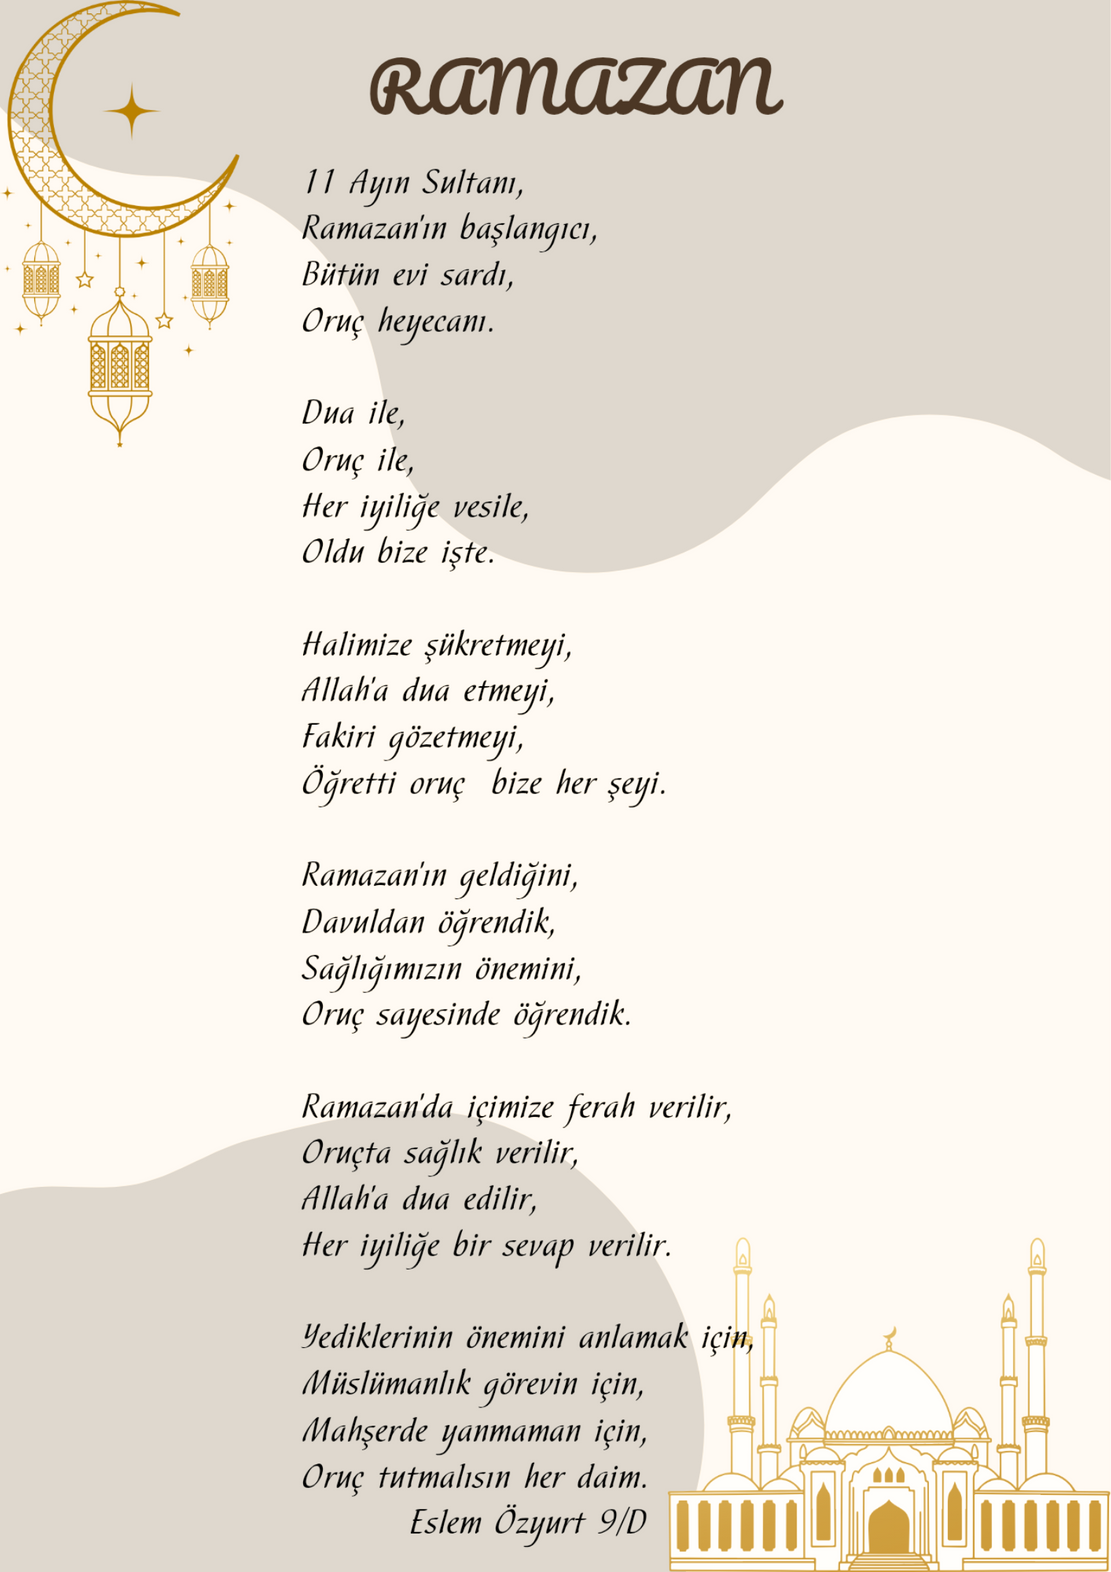 RAMAZAN
11 Ayın Sultanı,
Ramazan'ın başlangıcı,
Bütün evi sardı,
Oruç heyecanı.
Dua ile,
Oruç ile,
Her iyiliğe vesile,
Oldu bize işte.
Halimize şükretmeyi,
Allah'a dua etmeyi,
Fakiri gözetmeyi,
Öğretti oruç  bize her şeyi.
Ramazan'ın geldiğini,
Davuldan öğrendik,
Sağlığımızın önemini,
Oruç sayesinde öğrendik.
Ramazan'da içimize ferah verilir,
Oruçta sağlık verilir,
Allah'a dua edilir,
Her iyiliğe bir sevap verilir.
Yediklerinin önemini anlamak için,
Müslümanlık görevin için,
Mahşerde yanmaman için,
Oruç tutmalısın her daim.
Eslem Özyurt 9/D